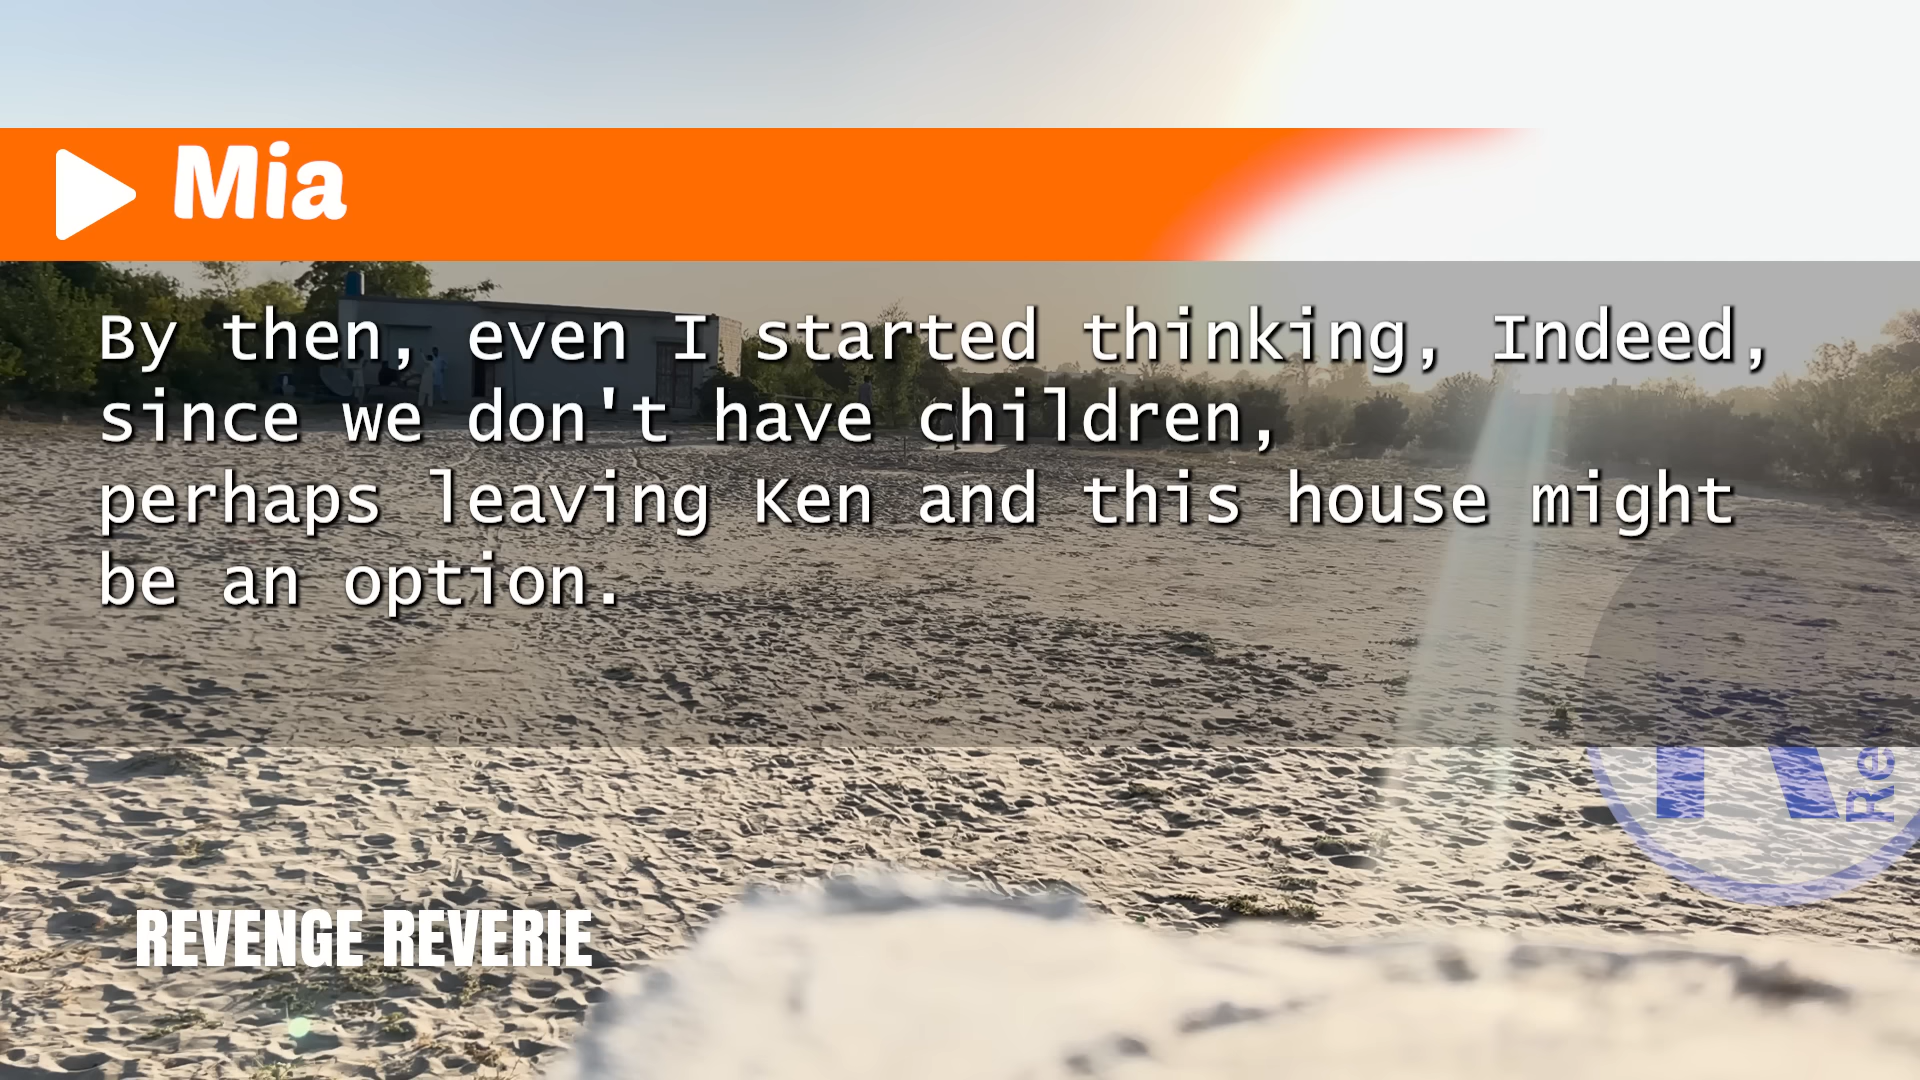 Mia
By then, even I started thinking, Indeed,
since we don't have children,
perhaps leaving Ken and this house might
be an option.
Re
REVENGE REVERIE